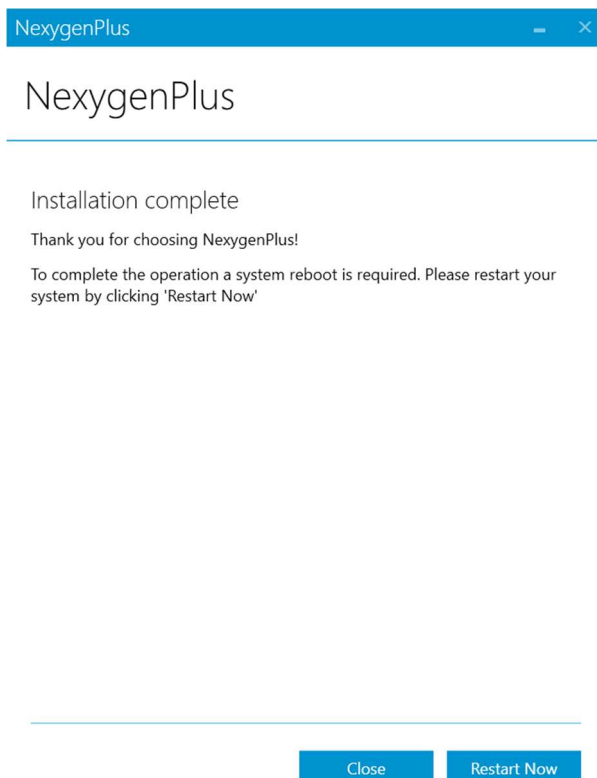 NexygenPlus
NexygenPlus
Installation complete
Thank you for choosing NexygenPlus!
To complete the operation a system reboot is required. Please restart your
system by clicking 'Restart Now'
Close Restart Now